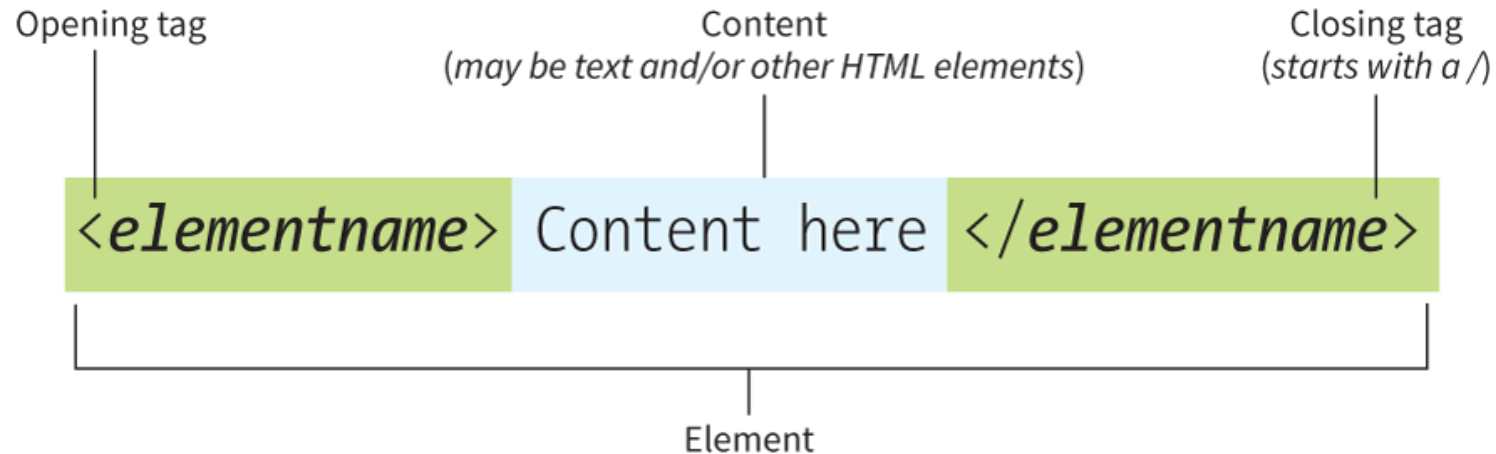 Opening tag
Content
(may be text and/or other HTML elements)
Closing tag
(starts with a /)
<elementname> Content here </elementname>
Element